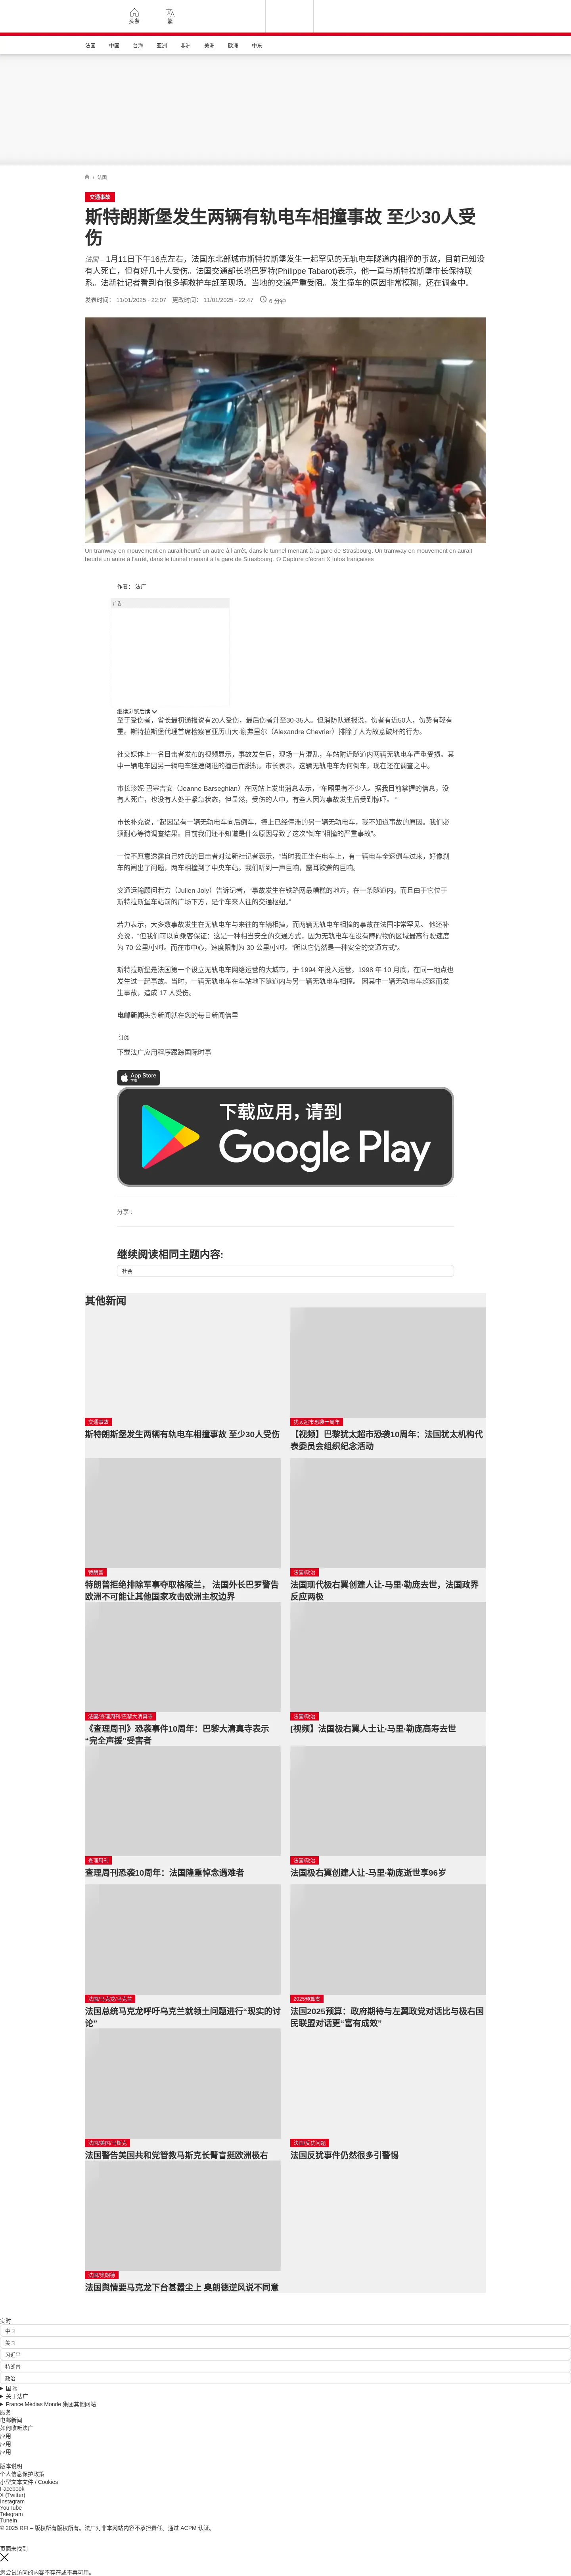 头条
繁
法国
中国
台海
亚洲
非洲
美洲
欧洲
中东
/ 法国
交通事故
斯特朗斯堡发生两辆有轨电车相撞事故 至少30人受
伤
法国 – 1月11日下午16点左右，法国东北部城市斯特拉斯堡发生一起罕见的无轨电车隧道内相撞的事故，目前已知没
有人死亡，但有好几十人受伤。法国交通部长塔巴罗特(Philippe Tabarot)表示，他一直与斯特拉斯堡市长保持联
系。法新社记者看到有很多辆救护车赶至现场。当地的交通严重受阻。发生撞车的原因非常模糊，还在调查中。
发表时间： 11/01/2025 - 22:07 更改时间： 11/01/2025 - 22:47 6 分钟
Un tramway en mouvement en aurait heurté un autre à l'arrêt, dans le tunnel menant à la gare de Strasbourg. Un tramway en mouvement en aurait
heurté un autre à l'arrêt, dans le tunnel menant à la gare de Strasbourg. © Capture d'écran X Infos françaises
作者： 法广
广告
继续浏览后续
至于受伤者，省长最初通报说有20人受伤，最后伤者升至30-35人。但消防队通报说，伤者有近50人，伤势有轻有
重。斯特拉斯堡代理首席检察官亚历山大·谢弗里尔（Alexandre Chevrier）排除了人为故意破坏的行为。
社交媒体上一名目击者发布的视频显示，事故发生后，现场一片混乱，车站附近隧道内两辆无轨电车严重受损。其
中一辆电车因另一辆电车猛速倒退的撞击而脱轨。市长表示，这辆无轨电车为何倒车，现在还在调查之中。
市长珍妮·巴塞吉安（Jeanne Barseghian）在网站上发出消息表示，“车厢里有不少人。据我目前掌握的信息，没
有人死亡，也没有人处于紧急状态，但显然，受伤的人中，有些人因为事故发生后受到惊吓。 ”
市长补充说，“起因是有一辆无轨电车向后倒车，撞上已经停滞的另一辆无轨电车，我不知道事故的原因。我们必
须耐心等待调查结果。目前我们还不知道是什么原因导致了这次“倒车”相撞的严重事故”。
一位不愿意透露自己姓氏的目击者对法新社记者表示，“当时我正坐在电车上，有一辆电车全速倒车过来，好像刹
车的闸出了问题，两车相撞到了中央车站。我们听到一声巨响，震耳欲聋的巨响。
交通运输顾问若力（Julien Joly）告诉记者，“事故发生在铁路网最糟糕的地方，在一条隧道内，而且由于它位于
斯特拉斯堡车站前的广场下方，是个车来人往的交通枢纽。”
若力表示，大多数事故发生在无轨电车与来往的车辆相撞，而两辆无轨电车相撞的事故在法国非常罕见。 他还补
充说，“但我们可以向乘客保证：这是一种相当安全的交通方式，因为无轨电车在没有障碍物的区域最高行驶速度
为 70 公里/小时。而在市中心，速度限制为 30 公里/小时。”所以它仍然是一种安全的交通方式“。
斯特拉斯堡是法国第一个设立无轨电车网络运营的大城市，于 1994 年投入运营。1998 年 10 月底，在同一地点也
发生过一起事故。当时，一辆无轨电车在车站地下隧道内与另一辆无轨电车相撞。 因其中一辆无轨电车超速而发
生事故，造成 17 人受伤。
电邮新闻头条新闻就在您的每日新闻信里
订阅
下载法广应用程序跟踪国际时事
App Store
下载
下载应用，请到
Google Play
分享 :
继续阅读相同主题内容:
社会
其他新闻
交通事故
斯特朗斯堡发生两辆有轨电车相撞事故 至少30人受伤
犹太超市恐袭十周年
【视频】巴黎犹太超市恐袭10周年：法国犹太机构代
表委员会组织纪念活动
特朗普
特朗普拒绝排除军事夺取格陵兰， 法国外长巴罗警告
欧洲不可能让其他国家攻击欧洲主权边界
法国/政治
法国现代极右翼创建人让-马里·勒庞去世，法国政界
反应两极
法国/查理周刊/巴黎大清真寺
《查理周刊》恐袭事件10周年：巴黎大清真寺表示
“完全声援”受害者
法国/政治
[视频】法国极右翼人士让·马里·勒庞高寿去世
查理周刊
查理周刊恐袭10周年：法国隆重悼念遇难者
法国/政治
法国极右翼创建人让-马里·勒庞逝世享96岁
法国/马克龙/乌克兰
法国总统马克龙呼吁乌克兰就领土问题进行“现实的讨
论”
2025预算案
法国2025预算：政府期待与左翼政党对话比与极右国
民联盟对话更“富有成效”
法国/美国/马斯克
法国警告美国共和党管教马斯克长臂盲挺欧洲极右
法国/反犹问题
法国反犹事件仍然很多引警惕
法国/奥朗德
法国舆情要马克龙下台甚嚣尘上 奥朗德逆风说不同意
实时
中国
美国
习近平
特朗普
政治
国际
关于法广
France Médias Monde 集团其他网站
服务
电邮新闻
如何收听法广
应用
应用
应用
版本说明
个人信息保护政策
小型文本文件 / Cookies
Facebook
X (Twitter)
Instagram
YouTube
Telegram
TuneIn
© 2025 RFI – 版权所有版权所有。法广对非本网站内容不承担责任。通过 ACPM 认证。
页面未找到
您尝试访问的内容不存在或不再可用。